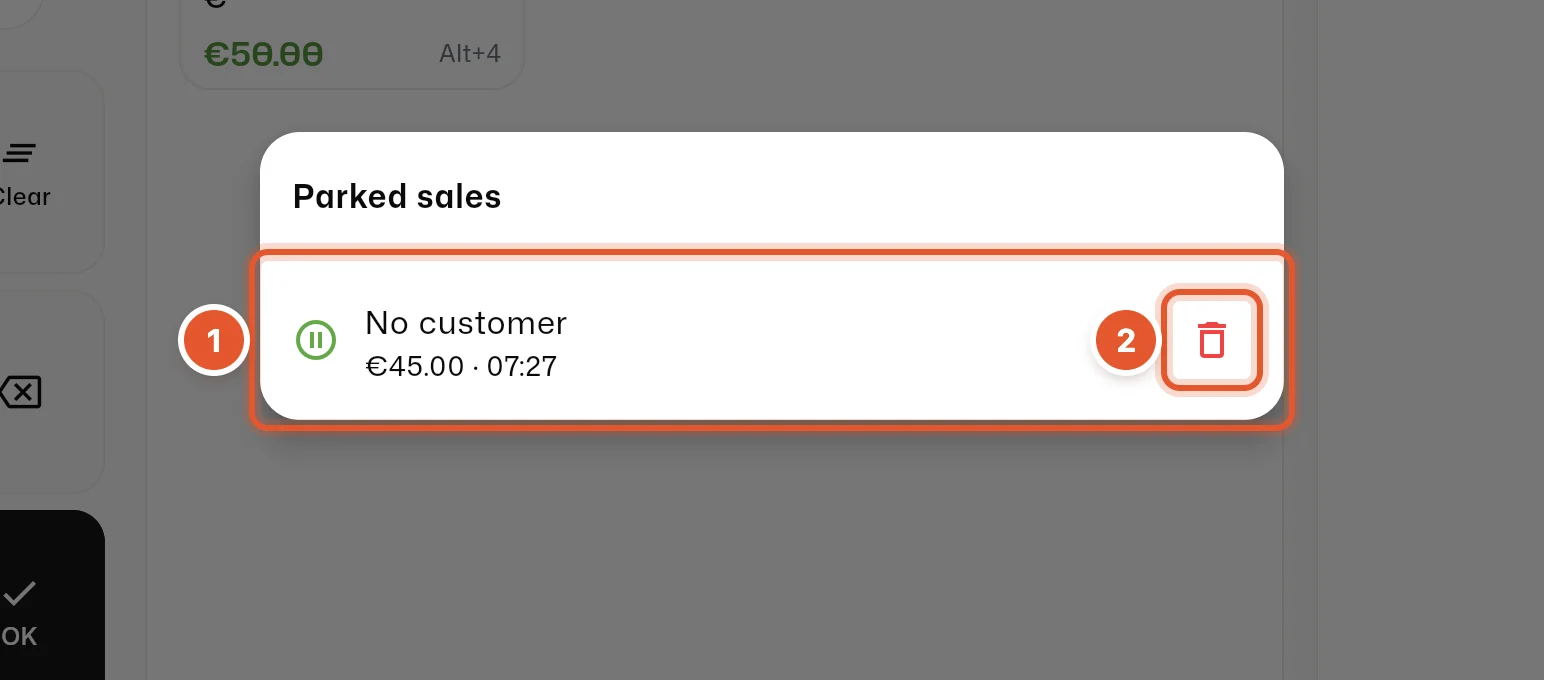 €
€50.00
Alt+4
Clear
Parked sales
1
No customer
€45.00 · 07:27
2
OK